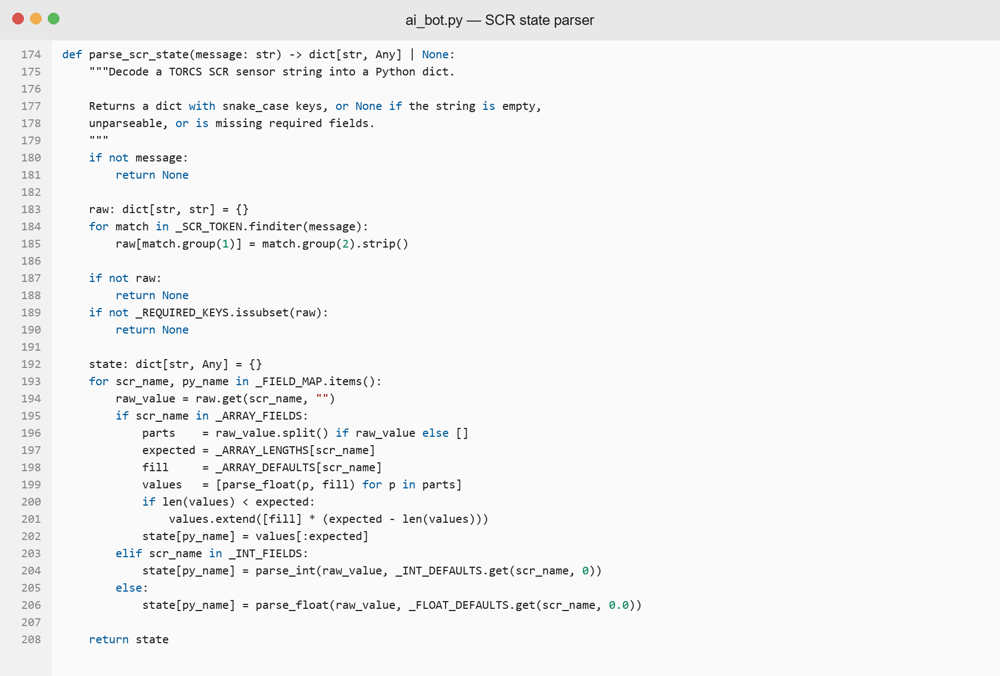 ai_bot.py — SCR state parser
174 def parse_scr_state(message: str) -> dict[str, Any] | None:
175     """Decode a TORCS SCR sensor string into a Python dict.
176
177     Returns a dict with snake_case keys, or None if the string is empty,
178     unparseable, or is missing required fields.
179     """
180     if not message:
181         return None
182
183     raw: dict[str, str] = {}
184     for match in _SCR_TOKEN.finditer(message):
185         raw[match.group(1)] = match.group(2).strip()
186
187     if not raw:
188         return None
189     if not _REQUIRED_KEYS.issubset(raw):
190         return None
191
192     state: dict[str, Any] = {}
193     for scr_name, py_name in _FIELD_MAP.items():
194         raw_value = raw.get(scr_name, "")
195         if scr_name in _ARRAY_FIELDS:
196             parts    = raw_value.split() if raw_value else []
197             expected = _ARRAY_LENGTHS[scr_name]
198             fill     = _ARRAY_DEFAULTS[scr_name]
199             values   = [parse_float(p, fill) for p in parts]
200             if len(values) < expected:
201                 values.extend([fill] * (expected - len(values)))
202             state[py_name] = values[:expected]
203         elif scr_name in _INT_FIELDS:
204             state[py_name] = parse_int(raw_value, _INT_DEFAULTS.get(scr_name, 0))
205         else:
206             state[py_name] = parse_float(raw_value, _FLOAT_DEFAULTS.get(scr_name, 0.0))
207
208     return state